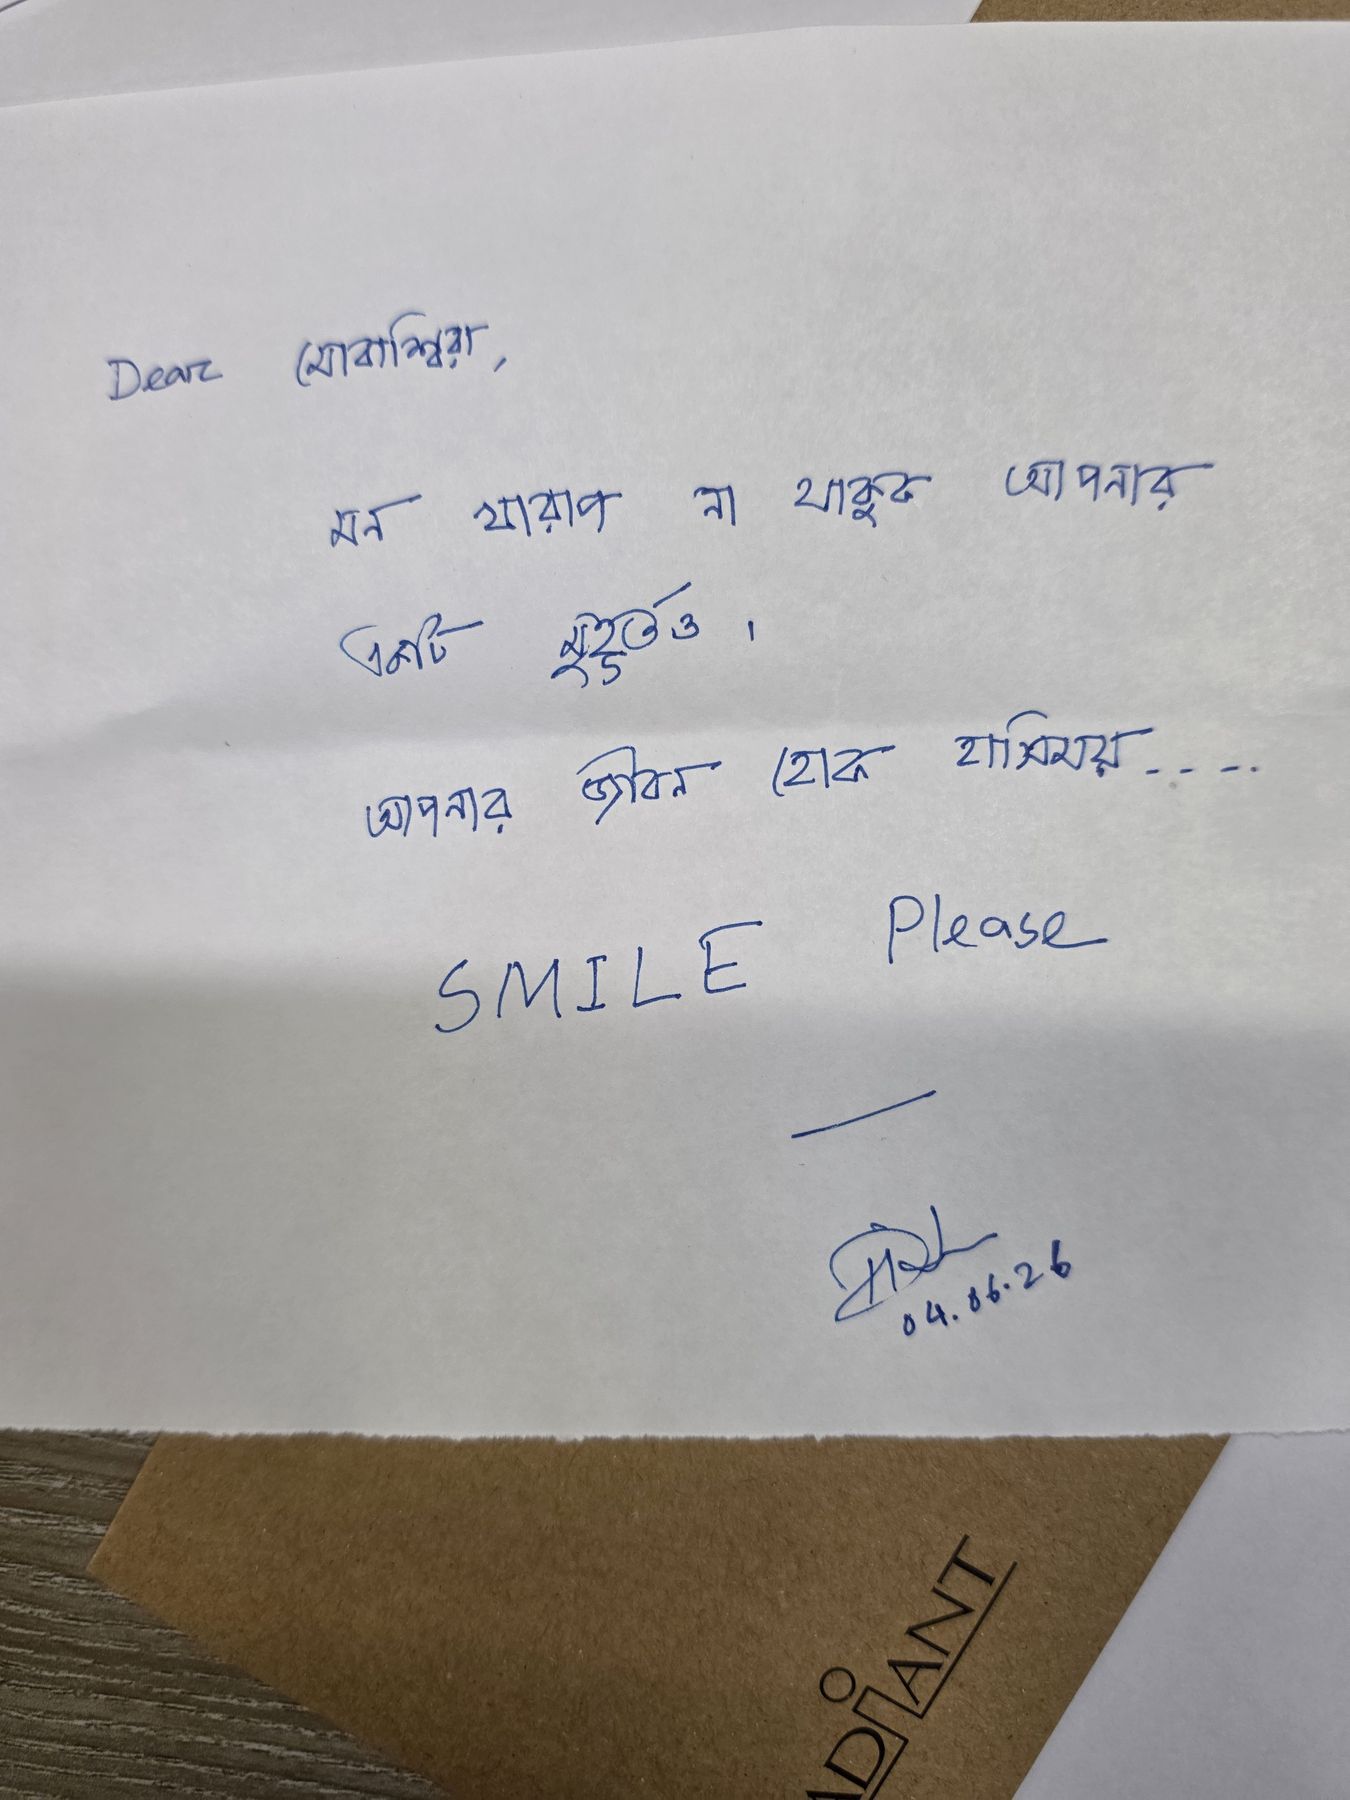 Dear মোবাশ্বিরা,
মন খারাপ না থাকুক আপনার
একটি মুহূর্তও।
আপনার জীবন হোক হাসিময়.....
SMILE Please
04.06.26
ADIANT